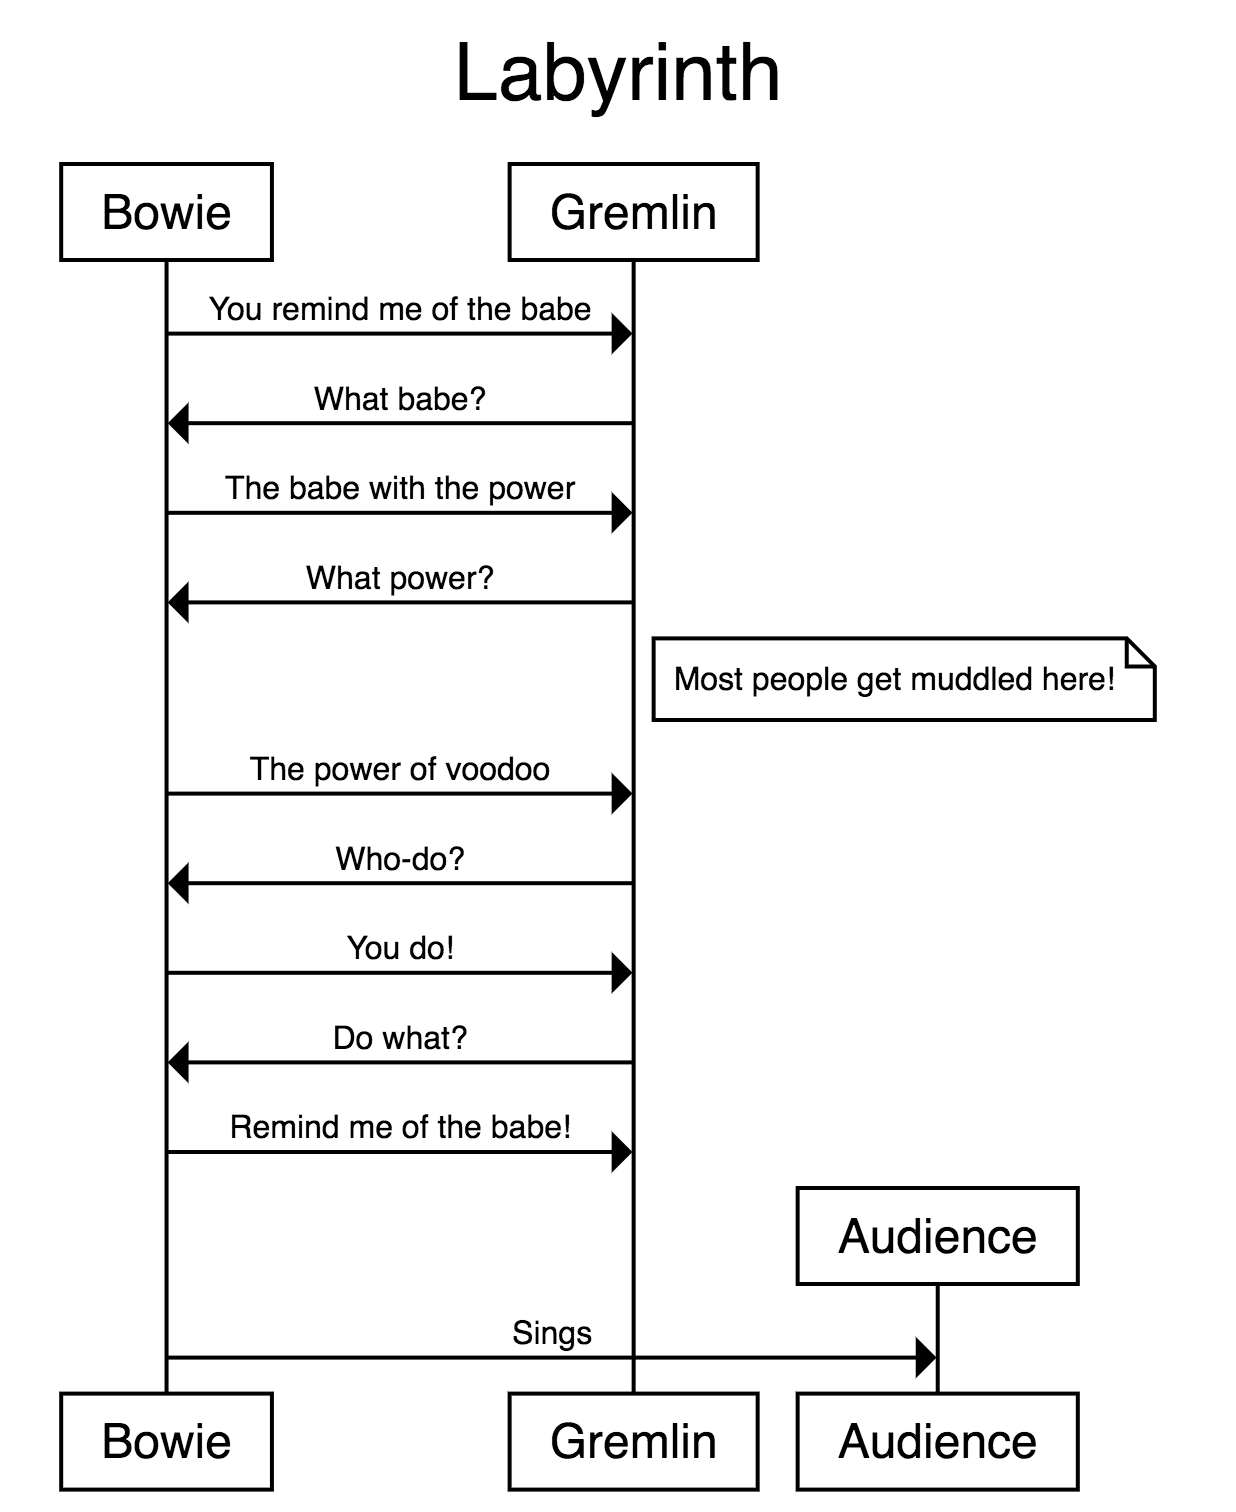 Labyrinth
Bowie
Gremlin
You remind me of the babe
What babe?
The babe with the power
What power?
Most people get muddled here!
The power of voodoo
Who-do?
You do!
Do what?
Remind me of the babe!
Audience
Sings
Bowie
Gremlin
Audience